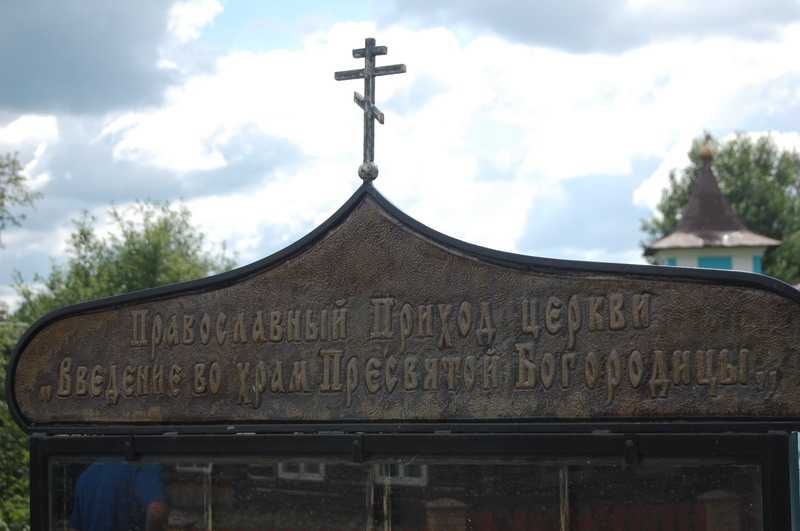 Православный Приход церкви
„Введение во храм Пресвятой Богородицы„